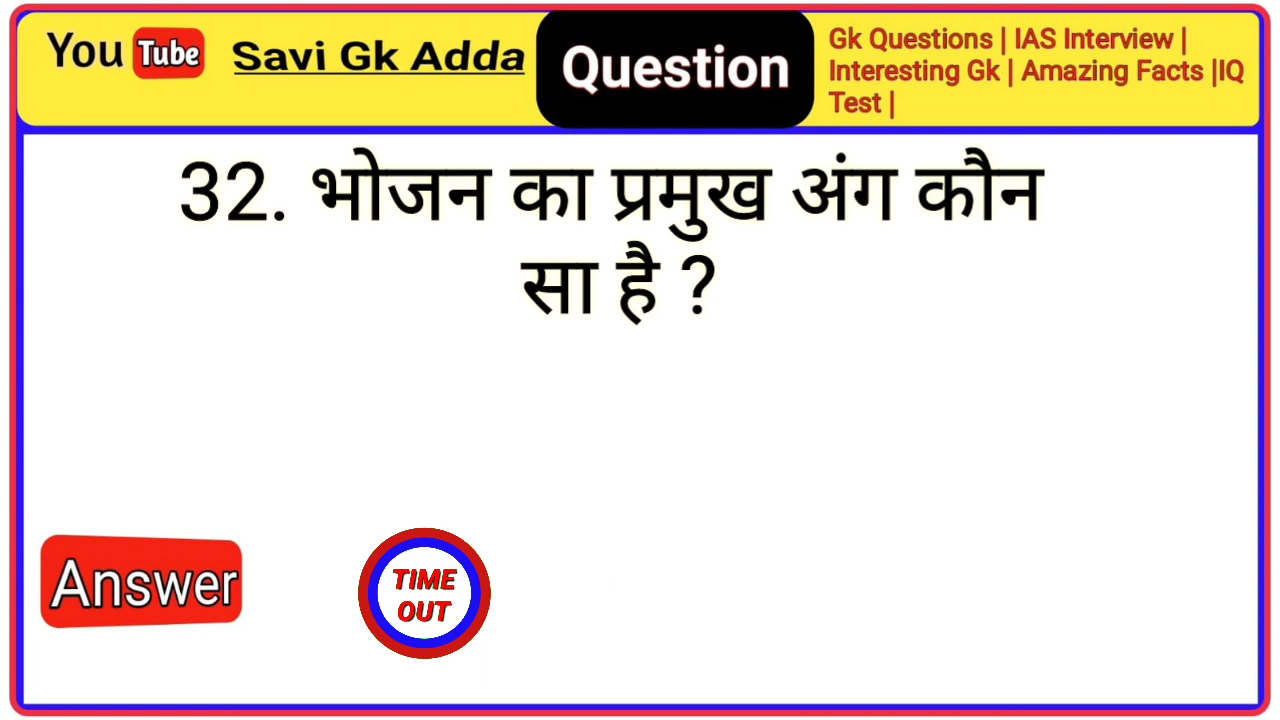 You Tube
Savi Gk Adda
Question
Gk Questions | IAS Interview |
Interesting Gk | Amazing Facts |IQ
Test |
32. भोजन का प्रमुख अंग कौन
सा है ?
Answer
TIME
OUT